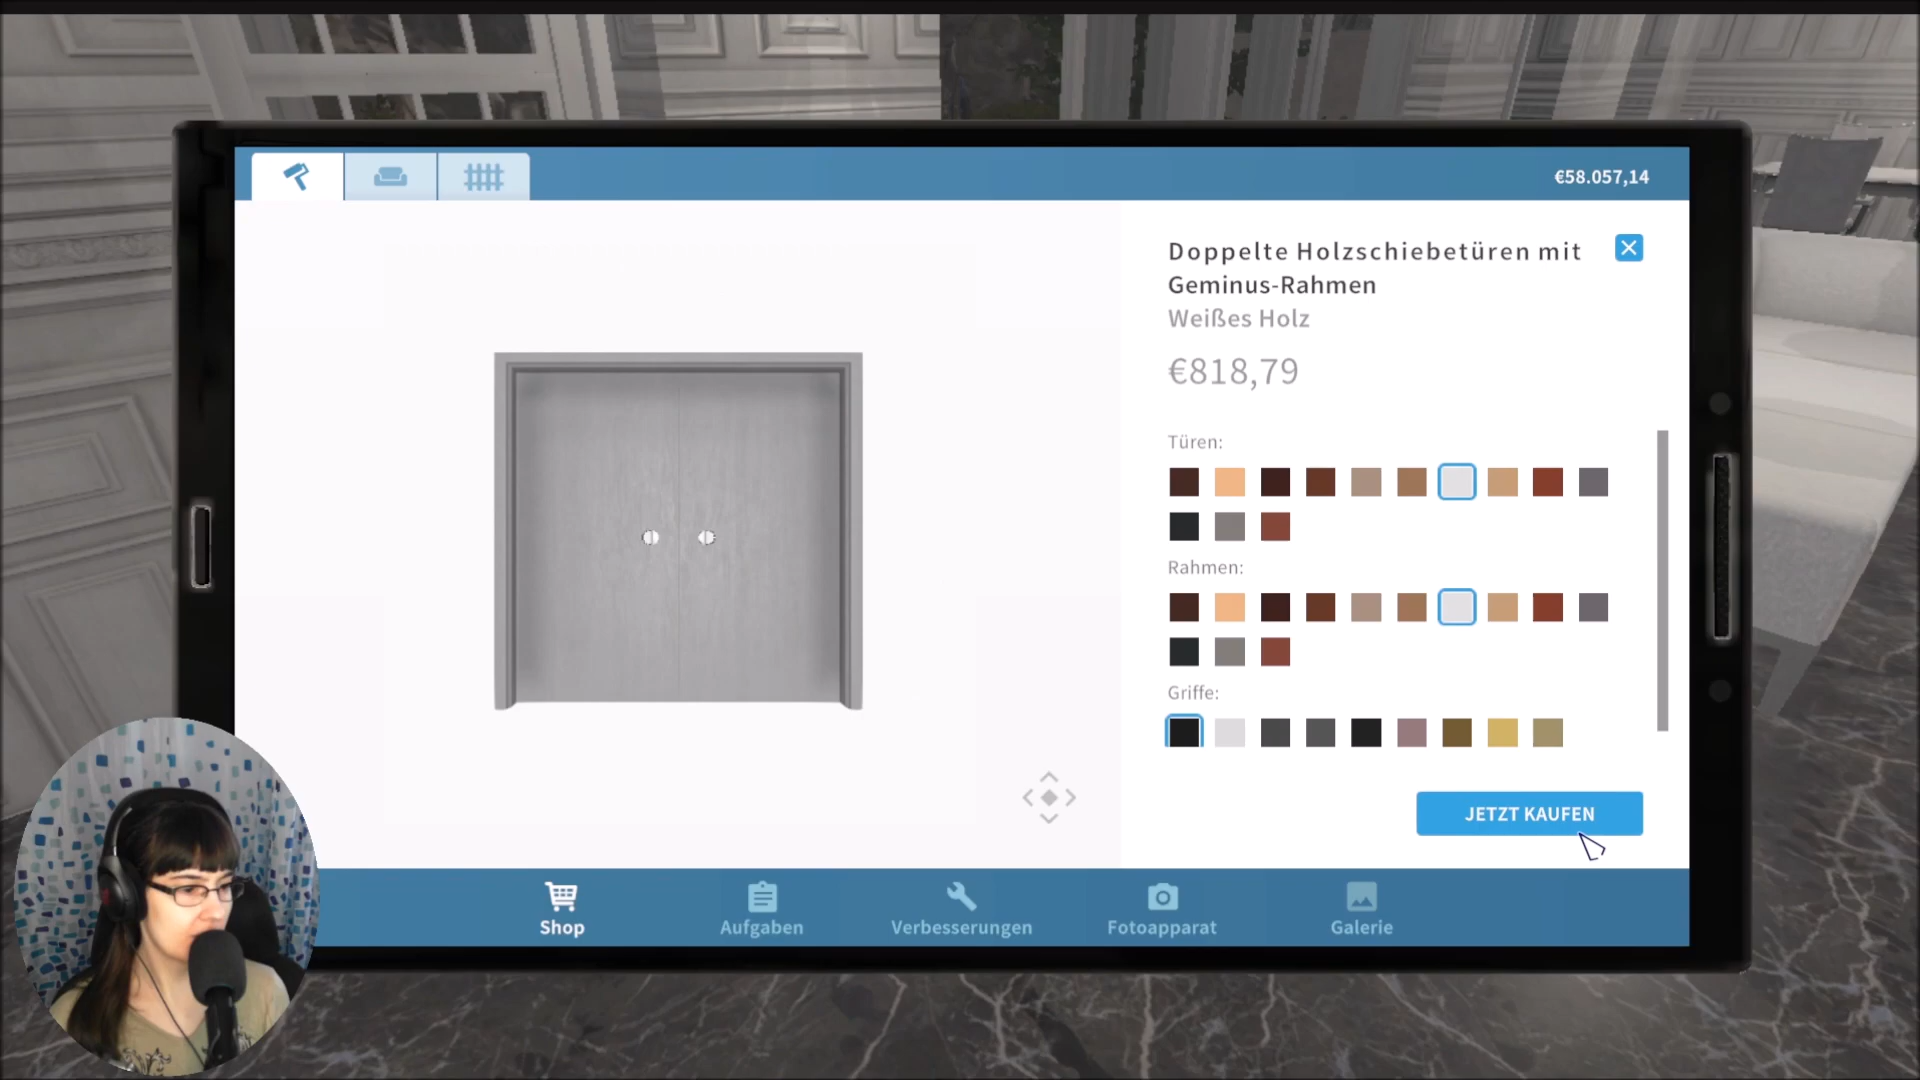 €58.057,14
Doppelte Holzschiebetüren mit
Geminus-Rahmen
Weißes Holz
€818,79
Türen:
Rahmen:
Griffe:
JETZT KAUFEN
Shop
Aufgaben
Verbesserungen
Fotoapparat
Galerie